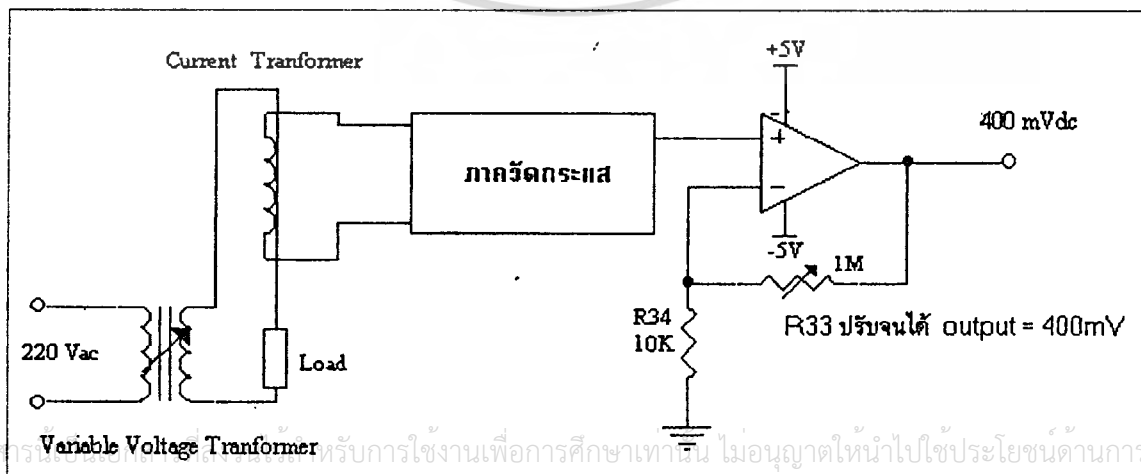 Current Tranformer
+5V
400 mVdc
ภาควัดกระแส
+
−
-5V
1M
R34
10K
R33 ปรับจนได้ output = 400mV
220 Vac
Load
Variable Voltage Tranformer
สำหรับการใช้งานเพื่อการศึกษาเท่านั้น ไม่อนุญาตให้นำไปใช้ประโยชน์ด้านการ